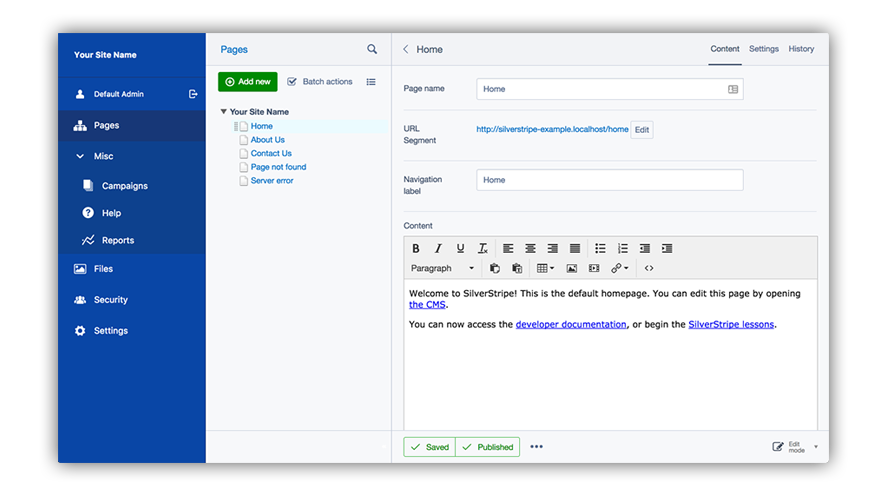 Your Site Name
Default Admin
Pages
Misc
Campaigns
Help
Reports
Files
Security
Settings
Pages
Add new
Batch actions
Your Site Name
Home
About Us
Contact Us
Page not found
Server error
Home
Content
Settings
History
Page name
Home
URL
Segment
http://silverstripe-example.localhost/home
Edit
Navigation
label
Home
Content
B I U Tx
Paragraph
Welcome to SilverStripe! This is the default homepage. You can edit this page by opening
the CMS.
You can now access the developer documentation, or begin the SilverStripe lessons.
Saved
Published
Edit
mode